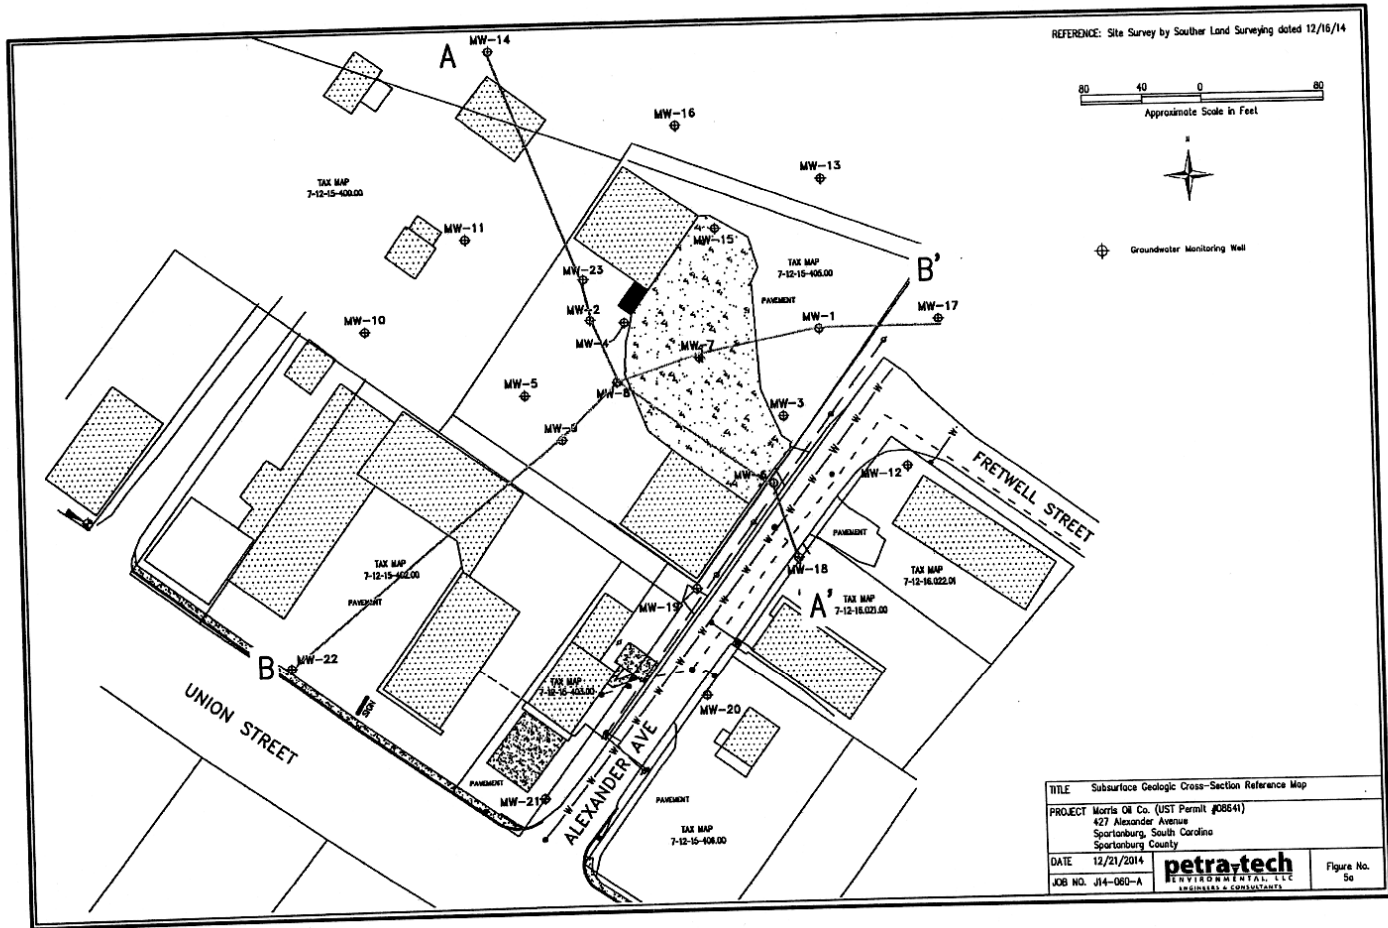 REFERENCE: Site Survey by Souther Land Surveying dated 12/16/14
MW-14
A
80 40 0 80
Approximate Scale in Feet
MW-16
N
MW-13
TAX MAP
7-12-15-400.00
MW-11
MW-15
Groundwater Monitoring Well
TAX MAP
7-12-15-405.00
B'
MW-23
PAVEMENT
MW-17
MW-2
MW-1
MW-10
MW-4
MW-7
MW-5
MW-8
MW-3
MW-9
MW-6
MW-12
FRETWELL STREET
PAVEMENT
MW-18
TAX MAP
7-12-15-402.00
TAX MAP
7-12-16.022.01
PAVEMENT
A'
TAX MAP
7-12-16.021.00
MW-19
B
MW-22
TAX MAP
7-12-15-403.00
SIGN
MW-20
UNION STREET
ALEXANDER AVE
PAVEMENT
MW-21
PAVEMENT
TAX MAP
7-12-15-408.00
W W W W W W W W W W W
TITLE Subsurface Geologic Cross-Section Reference Map
PROJECT Morris Oil Co. (UST Permit #08641)
427 Alexander Avenue
Spartanburg, South Carolina
Spartanburg County
DATE 12/21/2014
JOB NO. J14-060-A
petra-tech
ENVIRONMENTAL, LLC
ENGINEERS & CONSULTANTS
Figure No.
5a